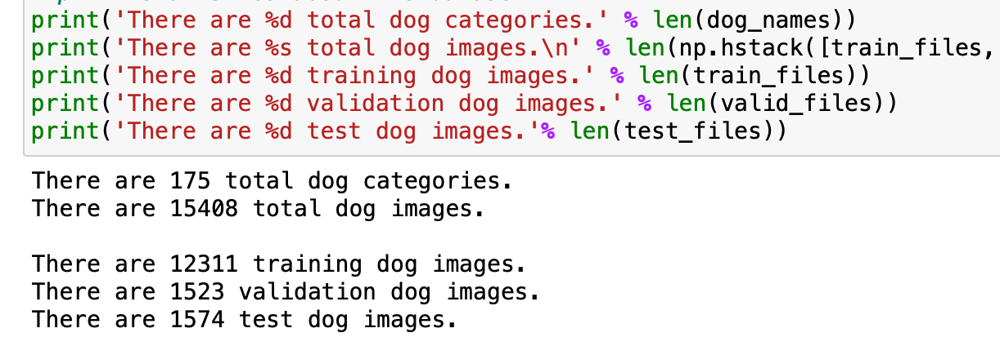 print('There are %d total dog categories.' % len(dog_names))
print('There are %s total dog images.\n' % len(np.hstack([train_files,
print('There are %d training dog images.' % len(train_files))
print('There are %d validation dog images.' % len(valid_files))
print('There are %d test dog images.'% len(test_files))
There are 175 total dog categories.
There are 15408 total dog images.
There are 12311 training dog images.
There are 1523 validation dog images.
There are 1574 test dog images.